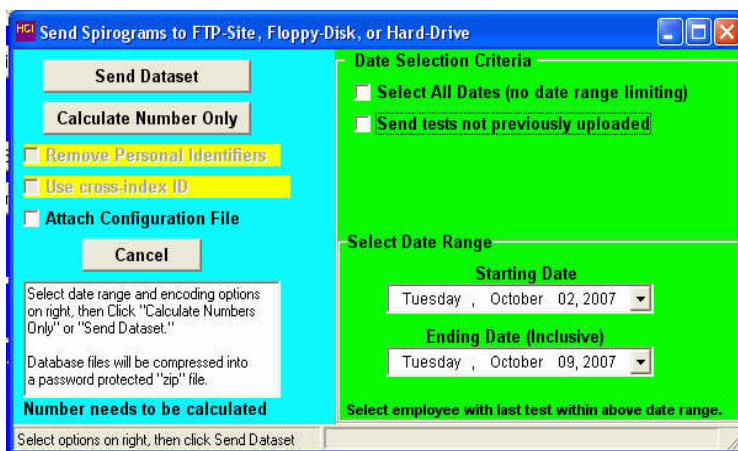 HCI Send Spirograms to FTP-Site, Floppy-Disk, or Hard-Drive
Send Dataset
Calculate Number Only
Remove Personal Identifiers
Use cross-index ID
Attach Configuration File
Cancel
Select date range and encoding options
on right, then Click "Calculate Numbers
Only" or "Send Dataset."
Database files will be compressed into
a password protected "zip" file.
Number needs to be calculated
Date Selection Criteria
Select All Dates (no date range limiting)
Send tests not previously uploaded
Select Date Range
Starting Date
Tuesday , October 02, 2007
Ending Date (Inclusive)
Tuesday , October 09, 2007
Select employee with last test within above date range.
Select options on right, then click Send Dataset